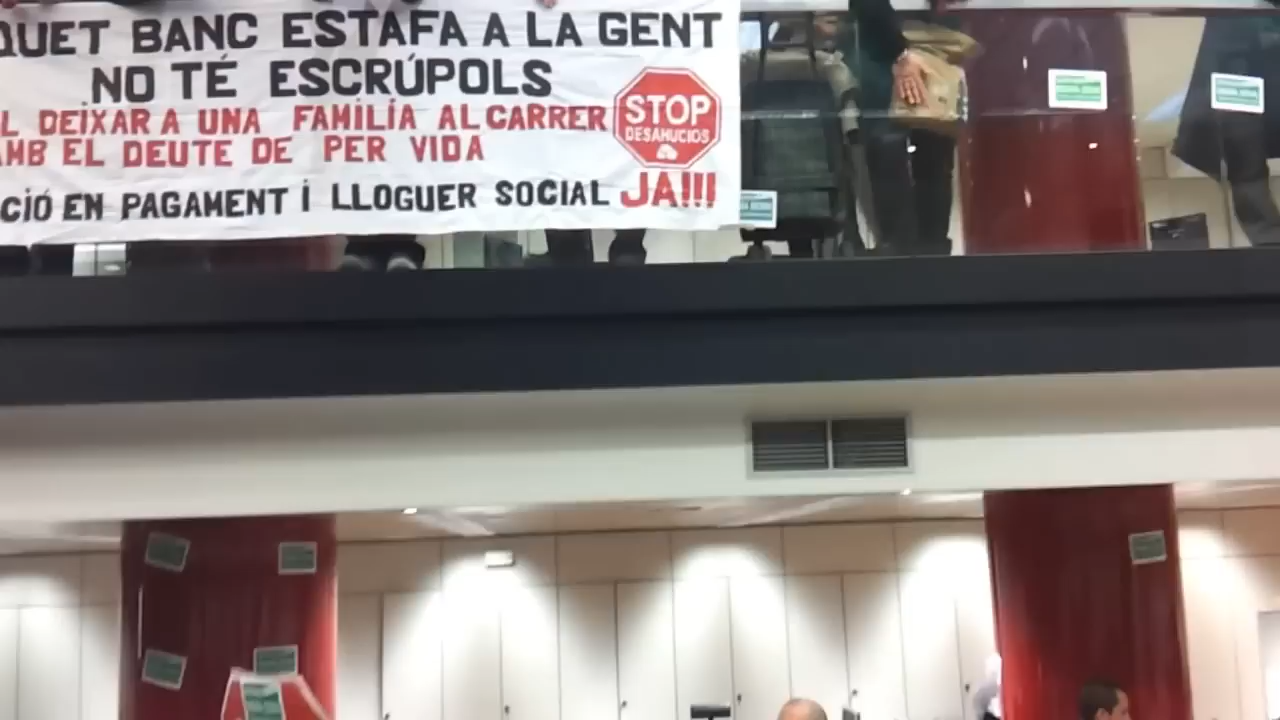 QUET BANC ESTAFA A LA GENT
NO TÉ ESCRÚPOLS
L DEIXAR A UNA FAMÍLIA AL CARRER
AMB EL DEUTE DE PER VIDA
CIÓ EN PAGAMENT I LLOGUER SOCIAL JA!!!
STOP
DESAHUCIOS